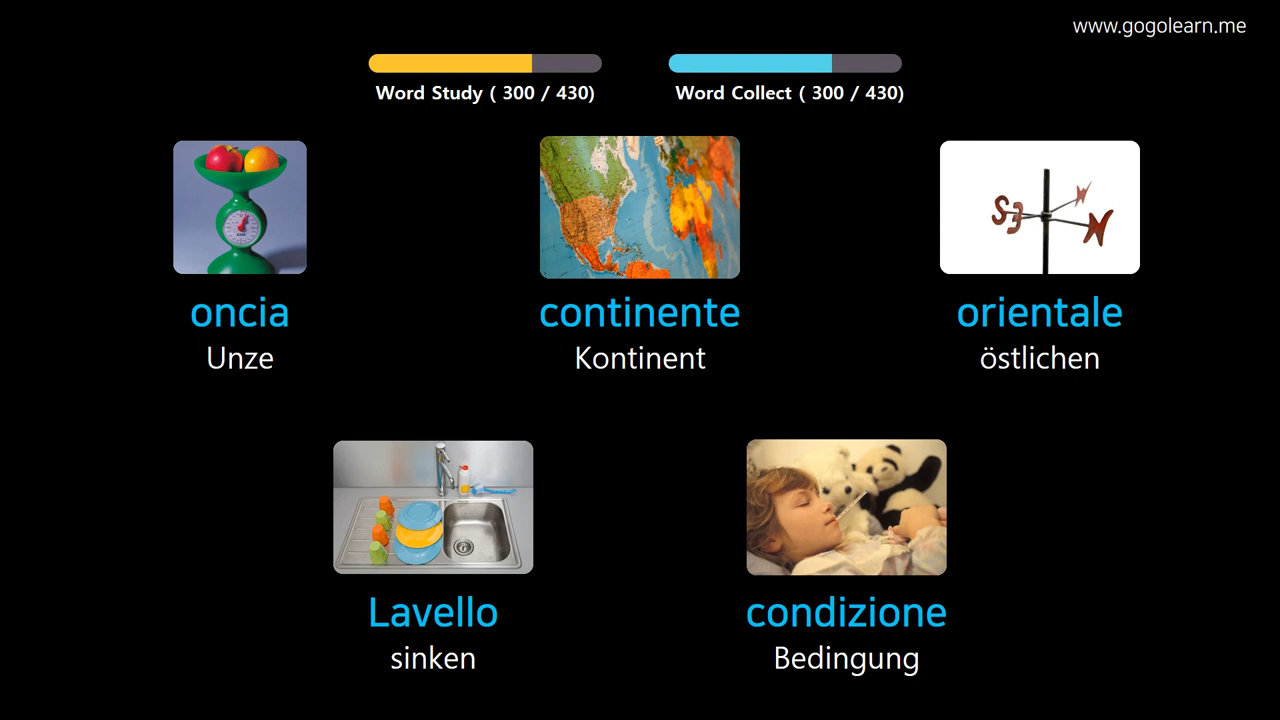 www.gogolearn.me
Word Study ( 300 / 430)
Word Collect ( 300 / 430)
oncia
Unze
continente
Kontinent
orientale
östlichen
Lavello
sinken
condizione
Bedingung